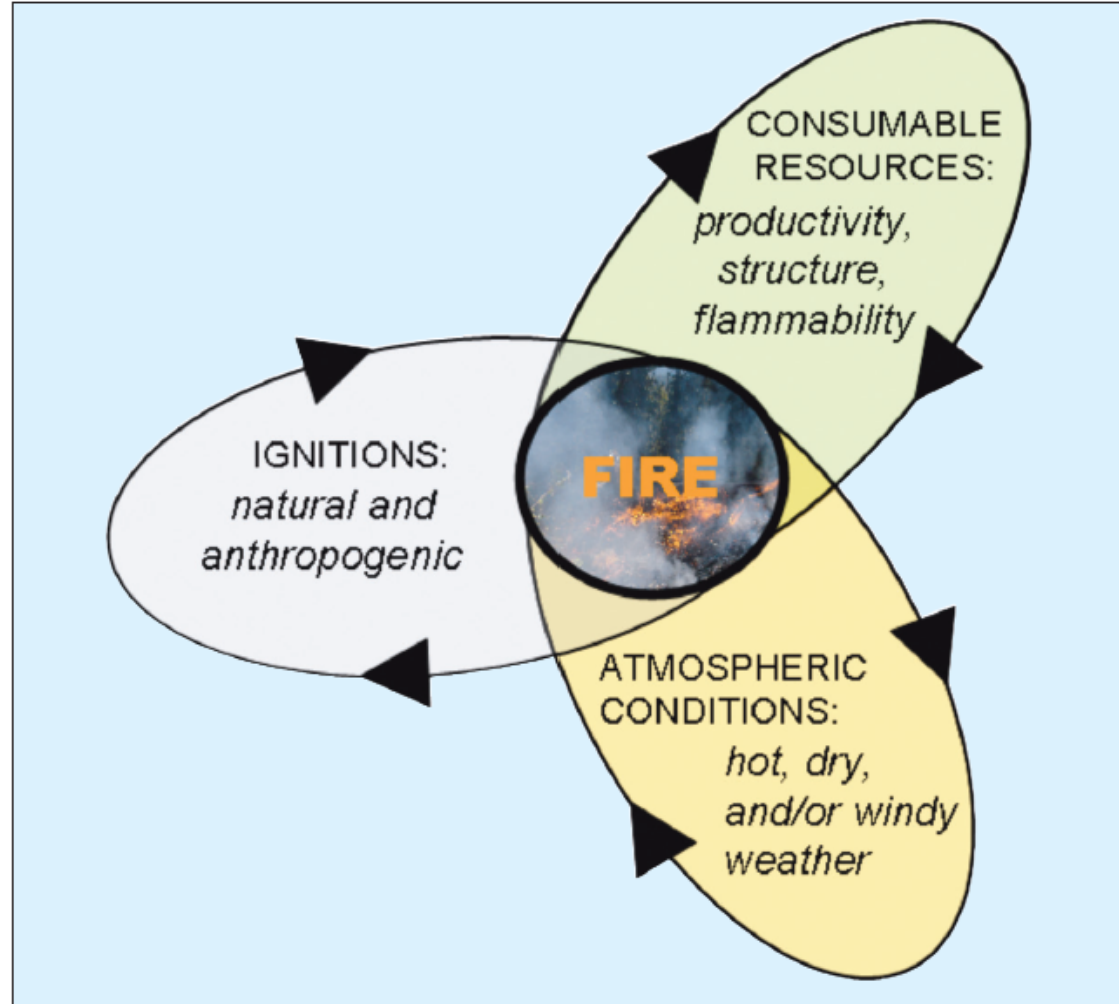 CONSUMABLE
RESOURCES:
productivity,
structure,
flammability
IGNITIONS:
natural and
anthropogenic
FIRE
ATMOSPHERIC
CONDITIONS:
hot, dry,
and/or windy
weather